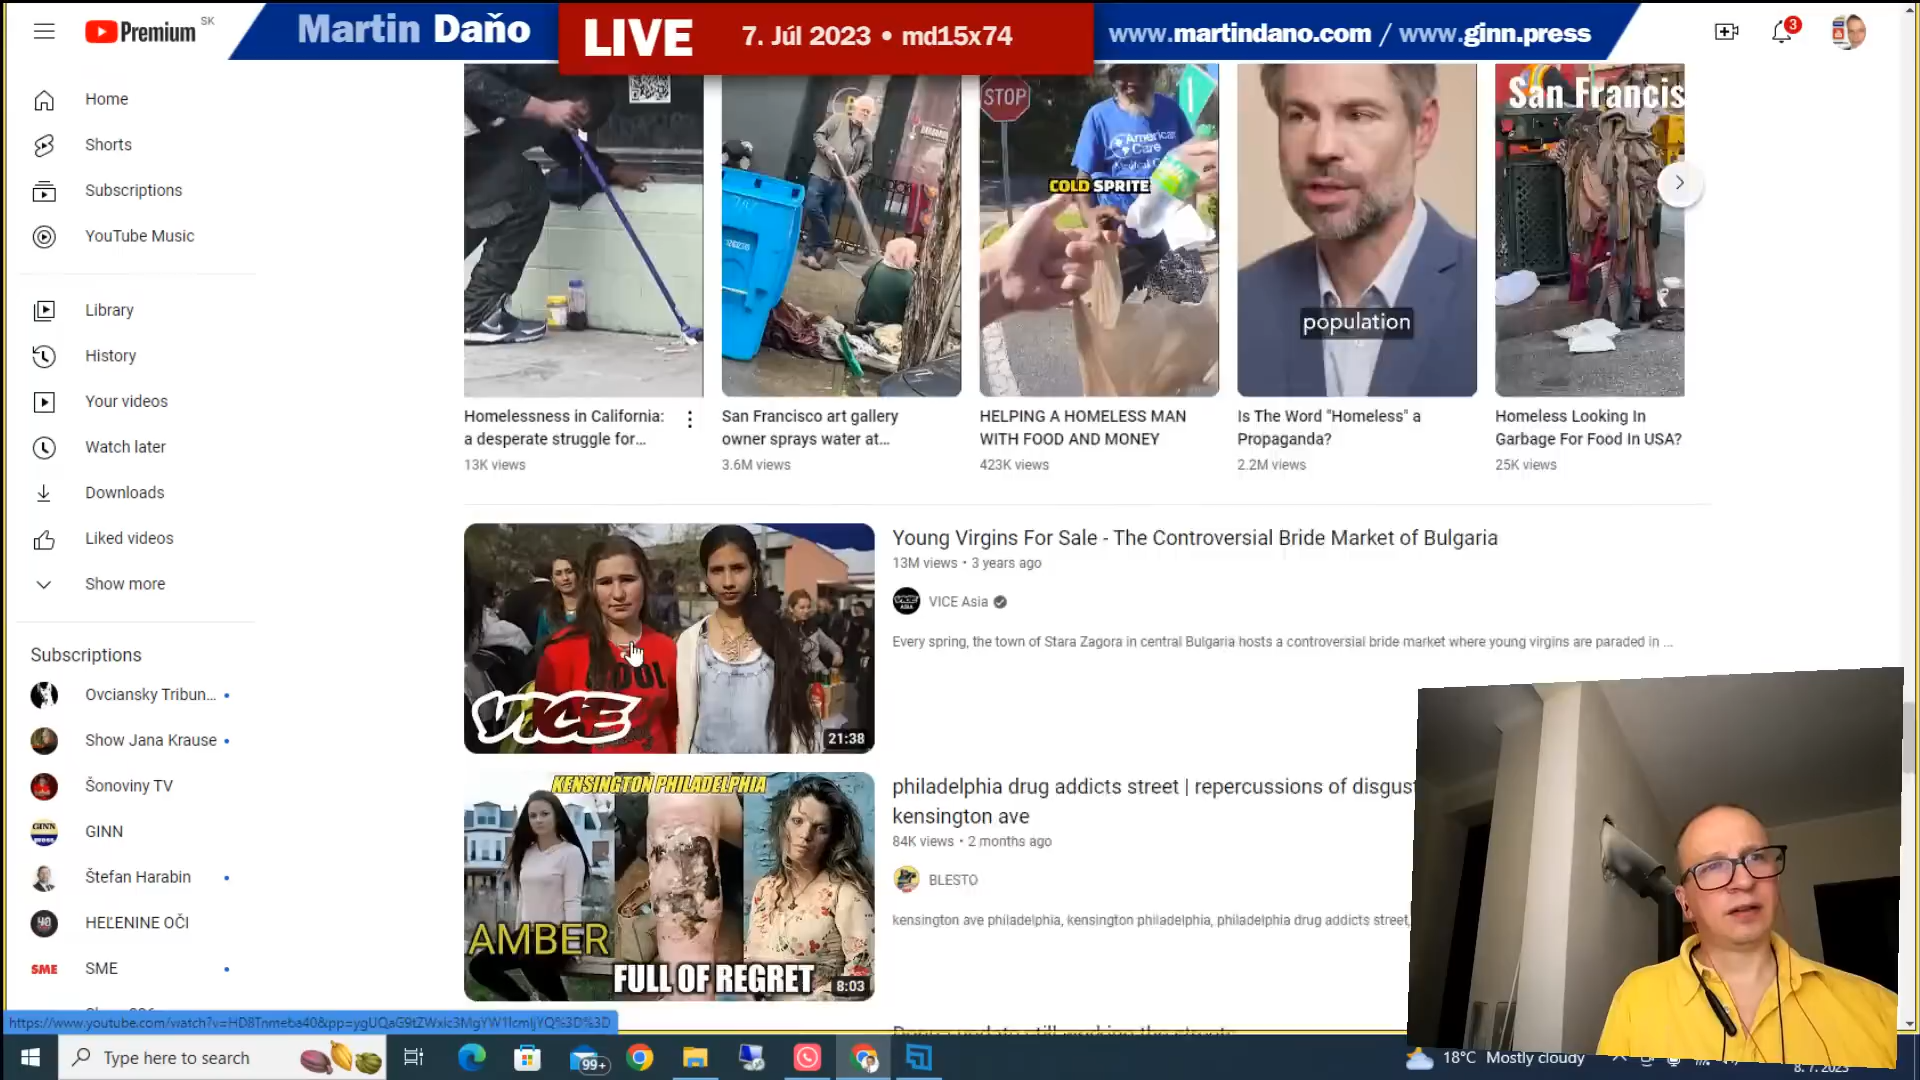 Premium
SK
Martin Daňo
LIVE
7. Júl 2023 • md15x74
www.martindano.com / www.ginn.press
3
Home
Shorts
Subscriptions
YouTube Music
Library
History
Your videos
Watch later
Downloads
Liked videos
Show more
Subscriptions
Ovciansky Tribun...
Show Jana Krause
Šonoviny TV
GINN
Štefan Harabin
HEĽENINE OČI
SME
SME
STOP
COLD SPRITE
population
San Francis
Homelessness in California:
a desperate struggle for...
13K views
San Francisco art gallery
owner sprays water at...
3.6M views
HELPING A HOMELESS MAN
WITH FOOD AND MONEY
423K views
Is The Word "Homeless" a
Propaganda?
2.2M views
Homeless Looking In
Garbage For Food In USA?
25K views
VICE
21:38
Young Virgins For Sale - The Controversial Bride Market of Bulgaria
13M views • 3 years ago
VICE Asia
Every spring, the town of Stara Zagora in central Bulgaria hosts a controversial bride market where young virgins are paraded in ...
KENSINGTON PHILADELPHIA
AMBER
FULL OF REGRET
8:03
philadelphia drug addicts street | repercussions of disgust
kensington ave
84K views • 2 months ago
BLESTO
kensington ave philadelphia, kensington philadelphia, philadelphia drug addicts street,
Type here to search
99+
18°C Mostly cloudy
8. 7. 2023